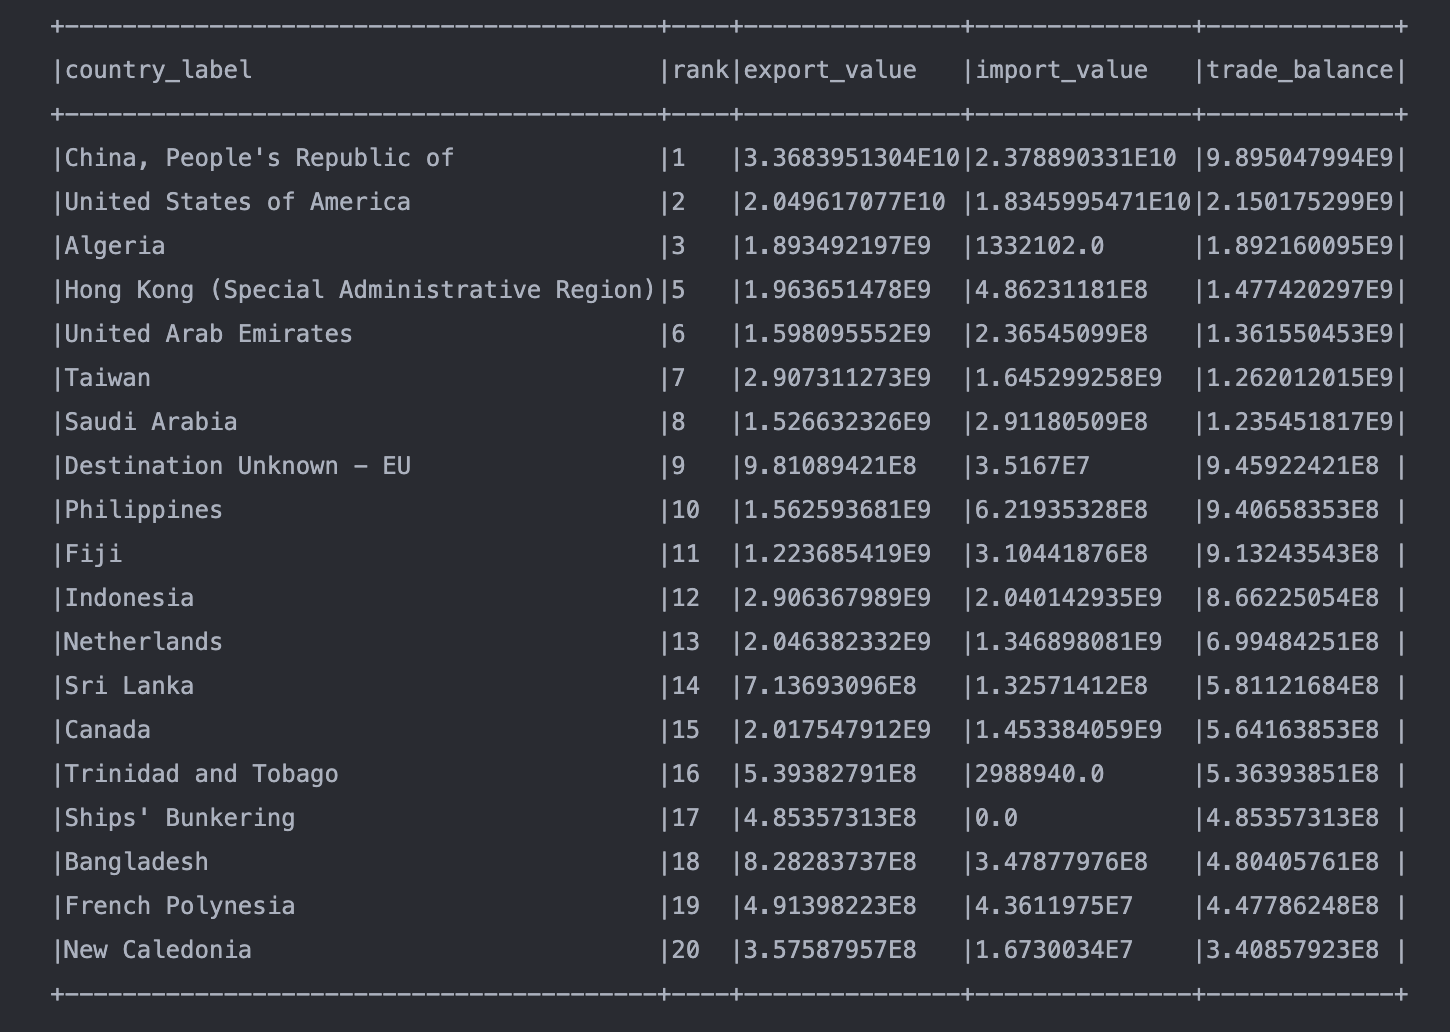 +-----------------------------------------+----+---------------+---------------+-------------+
|country_label                            |rank|export_value   |import_value   |trade_balance|
+-----------------------------------------+----+---------------+---------------+-------------+
|China, People's Republic of              |1   |3.3683951304E10|2.378890331E10 |9.895047994E9|
|United States of America                 |2   |2.049617077E10 |1.8345995471E10|2.150175299E9|
|Algeria                                  |3   |1.893492197E9  |1332102.0      |1.892160095E9|
|Hong Kong (Special Administrative Region)|5   |1.963651478E9  |4.86231181E8   |1.477420297E9|
|United Arab Emirates                     |6   |1.598095552E9  |2.36545099E8   |1.361550453E9|
|Taiwan                                   |7   |2.907311273E9  |1.645299258E9  |1.262012015E9|
|Saudi Arabia                             |8   |1.526632326E9  |2.91180509E8   |1.235451817E9|
|Destination Unknown - EU                 |9   |9.81089421E8   |3.5167E7       |9.45922421E8 |
|Philippines                              |10  |1.562593681E9  |6.21935328E8   |9.40658353E8 |
|Fiji                                     |11  |1.223685419E9  |3.10441876E8   |9.13243543E8 |
|Indonesia                                |12  |2.906367989E9  |2.040142935E9  |8.66225054E8 |
|Netherlands                              |13  |2.046382332E9  |1.346898081E9  |6.99484251E8 |
|Sri Lanka                                |14  |7.13693096E8   |1.32571412E8   |5.81121684E8 |
|Canada                                   |15  |2.017547912E9  |1.453384059E9  |5.64163853E8 |
|Trinidad and Tobago                      |16  |5.39382791E8   |2988940.0      |5.36393851E8 |
|Ships' Bunkering                         |17  |4.85357313E8   |0.0            |4.85357313E8 |
|Bangladesh                               |18  |8.28283737E8   |3.47877976E8   |4.80405761E8 |
|French Polynesia                         |19  |4.91398223E8   |4.3611975E7    |4.47786248E8 |
|New Caledonia                            |20  |3.57587957E8   |1.6730034E7    |3.40857923E8 |
+-----------------------------------------+----+---------------+---------------+-------------+